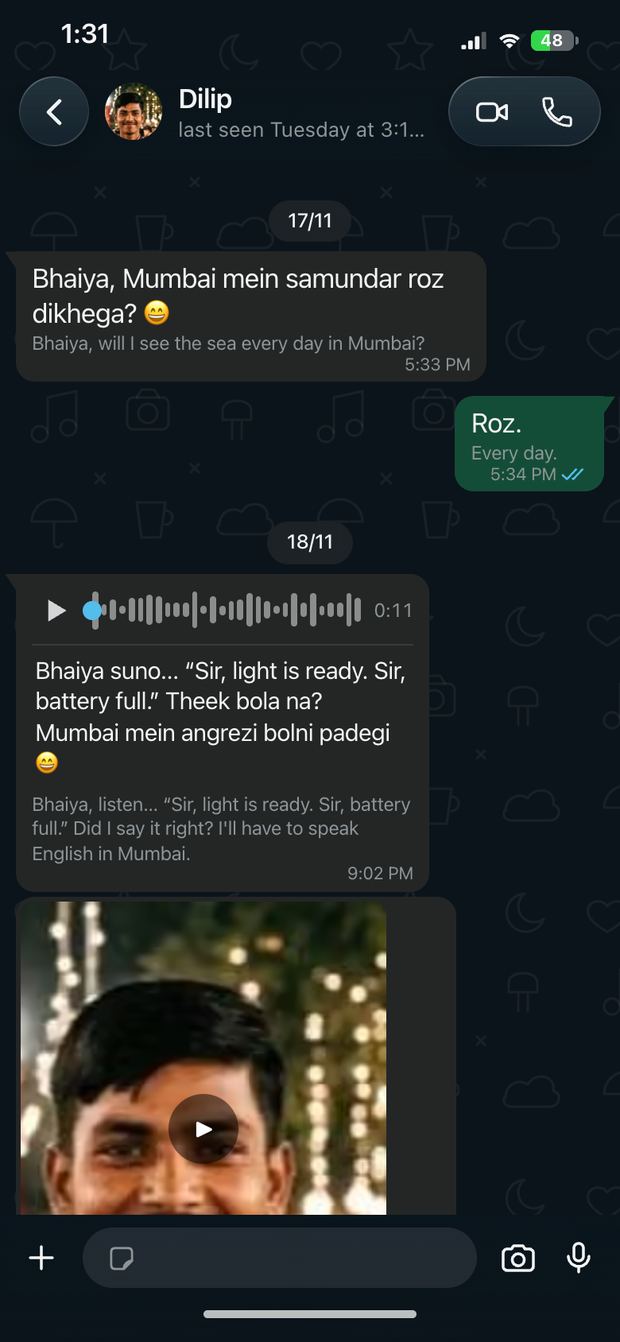 1:31
48
Dilip
last seen Tuesday at 3:1...
17/11
Bhaiya, Mumbai mein samundar roz
dikhega? 😄
Bhaiya, will I see the sea every day in Mumbai?
5:33 PM
Roz.
Every day.
5:34 PM
18/11
0:11
Bhaiya suno... “Sir, light is ready. Sir,
battery full.” Theek bola na?
Mumbai mein angrezi bolni padegi
😄
Bhaiya, listen... “Sir, light is ready. Sir, battery
full.” Did I say it right? I'll have to speak
English in Mumbai.
9:02 PM